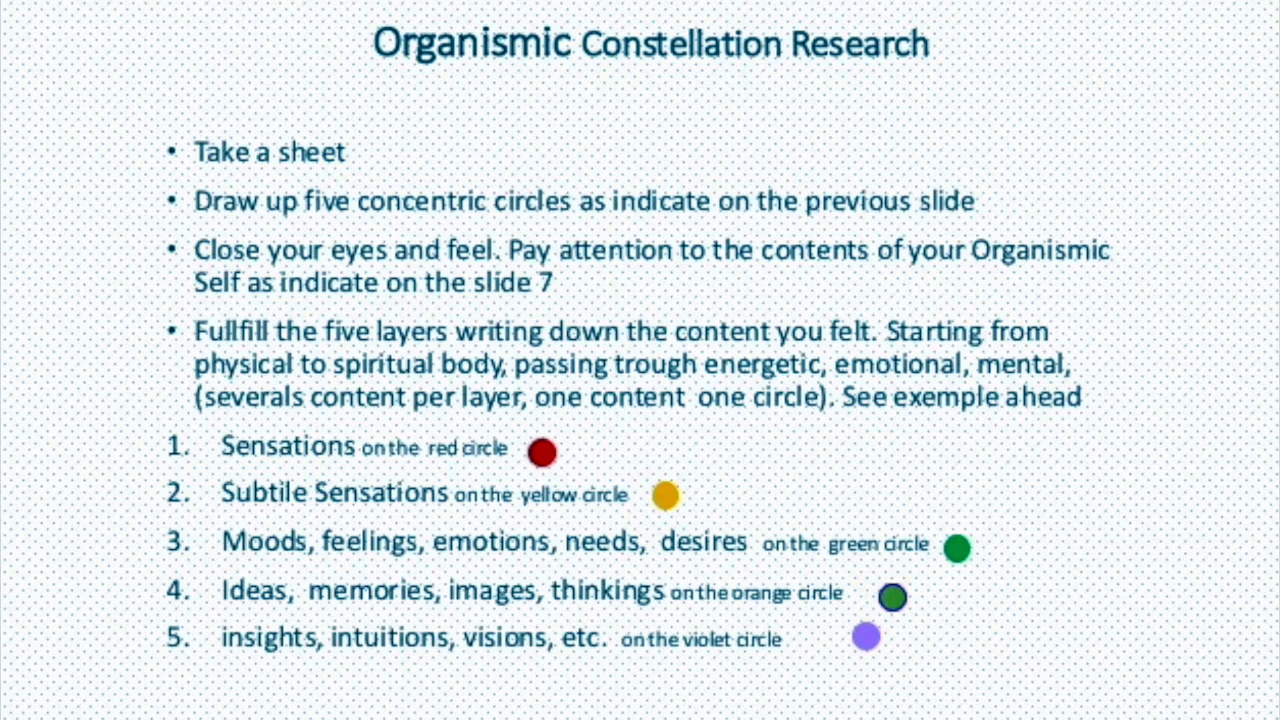 Organismic Constellation Research
• Take a sheet
• Draw up five concentric circles as indicate on the previous slide
• Close your eyes and feel. Pay attention to the contents of your Organismic
Self as indicate on the slide 7
• Fullfill the five layers writing down the content you felt. Starting from
physical to spiritual body, passing trough energetic, emotional, mental,
(severals content per layer, one content one circle). See exemple ahead
1. Sensations on the red circle
2. Subtile Sensations on the yellow circle
3. Moods, feelings, emotions, needs, desires on the green circle
4. Ideas, memories, images, thinkings on the orange circle
5. insights, intuitions, visions, etc. on the violet circle